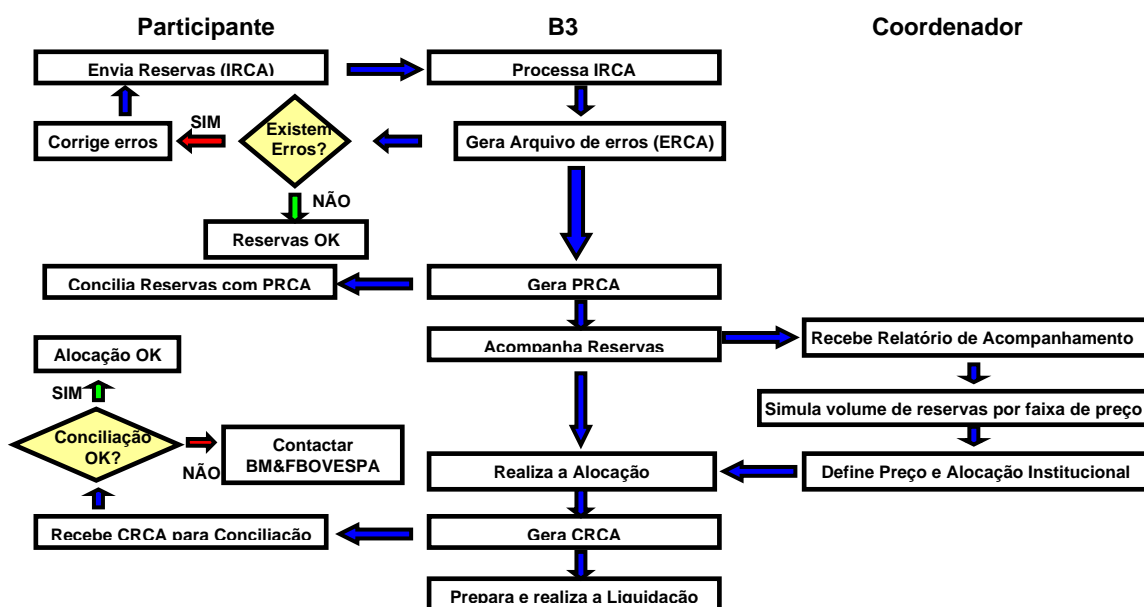 Participante
B3
Coordenador
Envia Reservas (IRCA)
Processa IRCA
SIM
Existem
Erros?
Corrige erros
Gera Arquivo de erros (ERCA)
NÃO
Reservas OK
Concilia Reservas com PRCA
Gera PRCA
Acompanha Reservas
Recebe Relatório de Acompanhamento
Alocação OK
SIM
Simula volume de reservas por faixa de preço
Conciliação
OK?
NÃO
Contactar
BM&FBOVESPA
Realiza a Alocação
Define Preço e Alocação Institucional
Recebe CRCA para Conciliação
Gera CRCA
Prepara e realiza a Liquidação